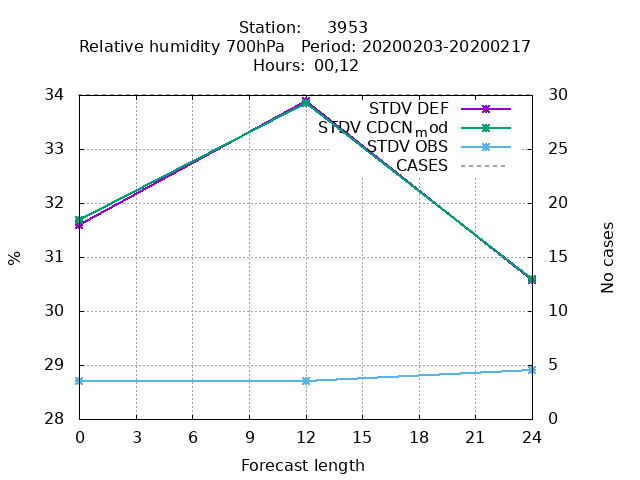 Station: 3953
Relative humidity 700hPa Period: 20200203-20200217
Hours: 00,12
34 30
STDV DEF
STDV CDCNmod
33 25
STDV OBS
CASES
32 20
31 15
% No cases
30 10
29 5
28 0
0 3 6 9 12 15 18 21 24
Forecast length